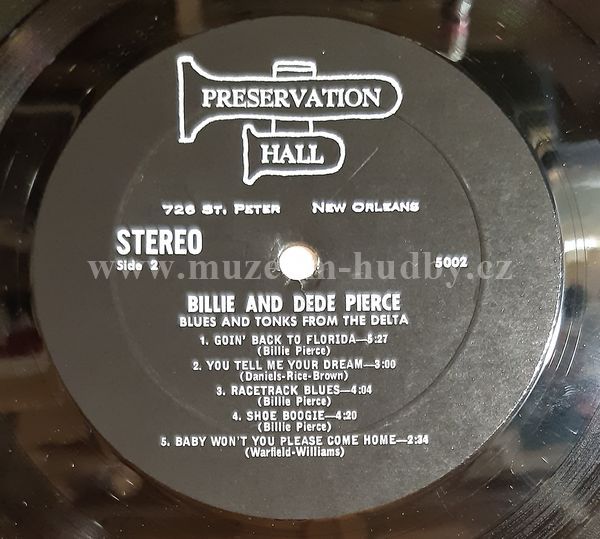 PRESERVATION
HALL
726 ST. PETER NEW ORLEANS
STEREO
Side 2 5002
www.muzeum-hudby.cz
BILLIE AND DEDE PIERCE
BLUES AND TONKS FROM THE DELTA
1. GOIN' BACK TO FLORIDA—5:27
(Billie Pierce)
2. YOU TELL ME YOUR DREAM—3:00
(Daniels-Rice-Brown)
3. RACETRACK BLUES—4:04
(Billie Pierce)
4. SHOE BOOGIE—4:20
(Billie Pierce)
5. BABY WON'T YOU PLEASE COME HOME—2:34
(Warfield-Williams)